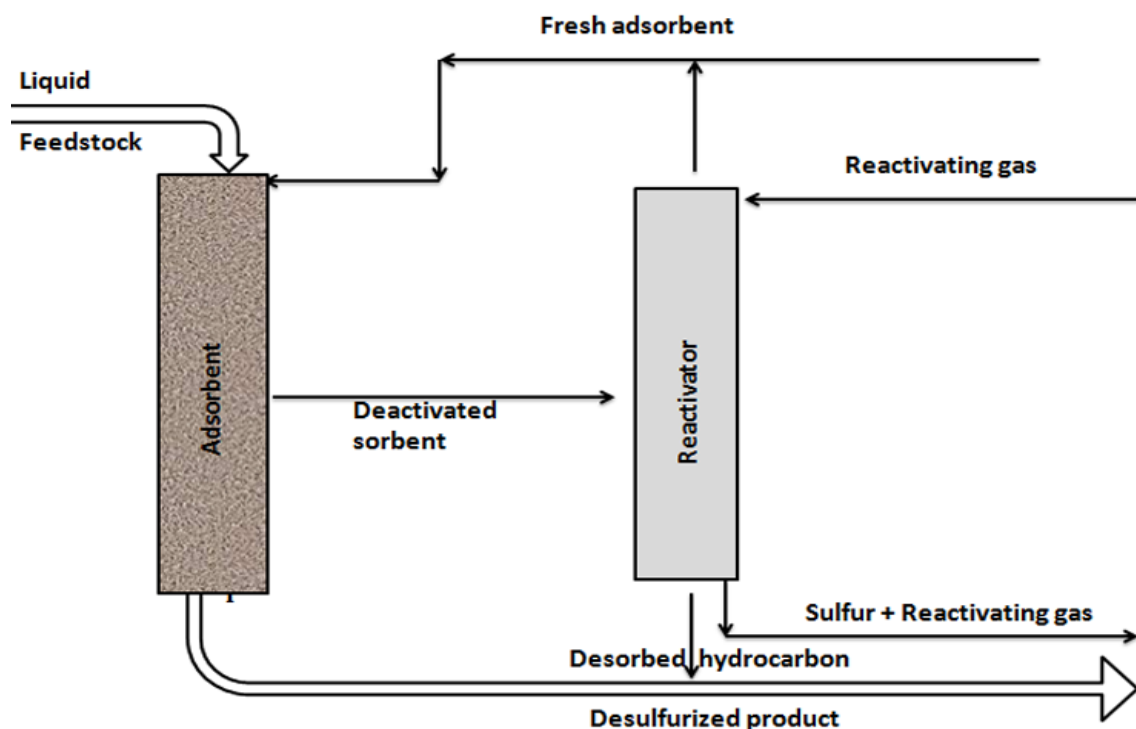 Fresh adsorbent
Liquid
Feedstock
Reactivating gas
Adsorbent
Reactivator
Deactivated
sorbent
Sulfur + Reactivating gas
Desorbed hydrocarbon
Desulfurized product